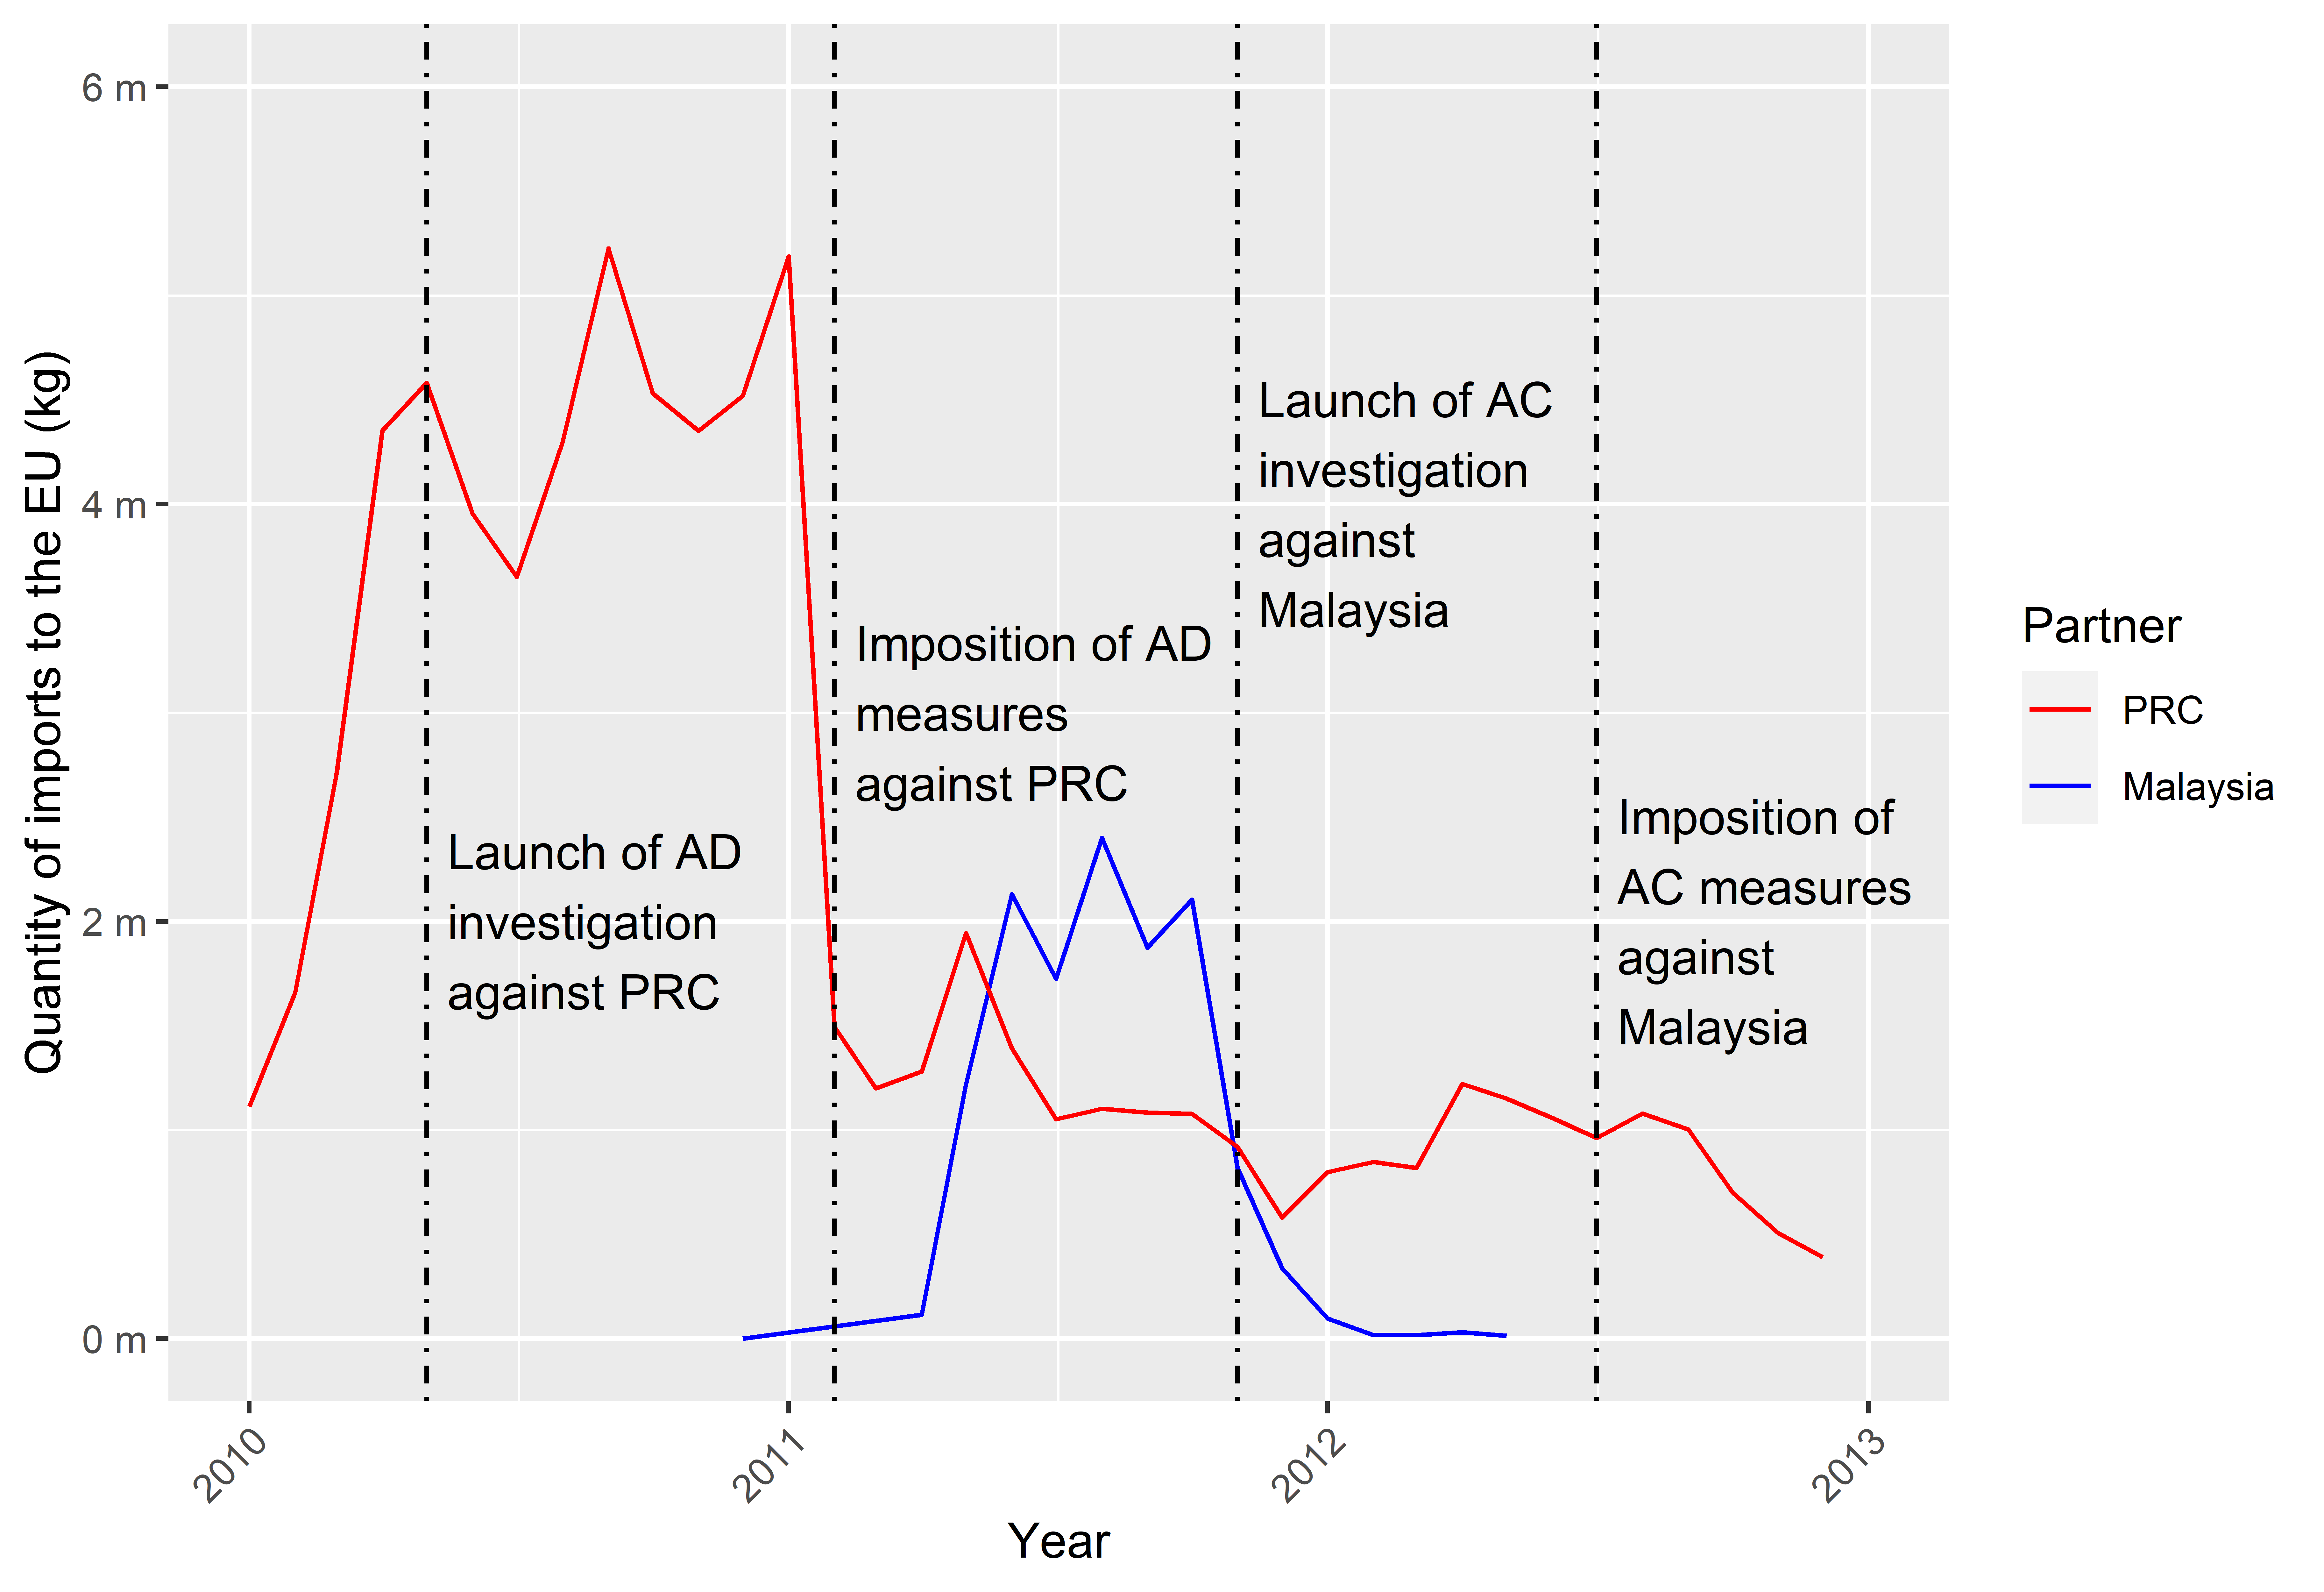 6 m
4 m
2 m
0 m
Quantity of imports to the EU (kg)
Launch of AD
investigation
against PRC
Imposition of AD
measures
against PRC
Launch of AC
investigation
against
Malaysia
Imposition of
AC measures
against
Malaysia
2010
2011
2012
2013
Year
Partner
PRC
Malaysia